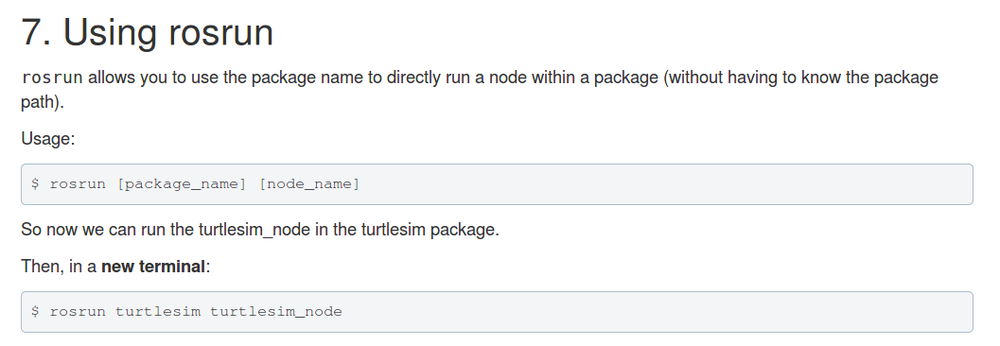 7. Using rosrun
rosrun allows you to use the package name to directly run a node within a package (without having to know the package
path).
Usage:
$ rosrun [package_name] [node_name]
So now we can run the turtlesim_node in the turtlesim package.
Then, in a new terminal:
$ rosrun turtlesim turtlesim_node